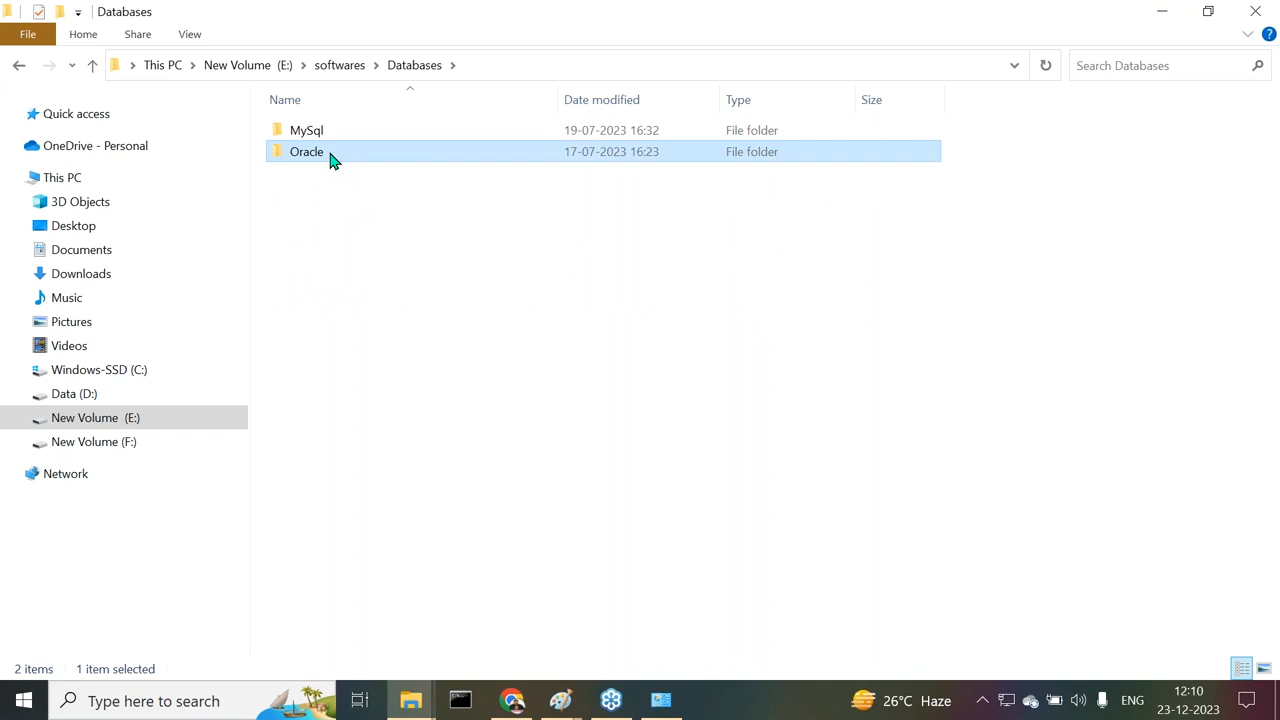 Databases
File Home Share View
This PC New Volume (E:) softwares Databases Search Databases
Name Date modified Type Size
MySql 19-07-2023 16:32 File folder
Oracle 17-07-2023 16:23 File folder
Quick access
OneDrive - Personal
This PC
3D Objects
Desktop
Documents
Downloads
Music
Pictures
Videos
Windows-SSD (C:)
Data (D:)
New Volume (E:)
New Volume (F:)
Network
2 items 1 item selected
Type here to search 26°C Haze ENG 12:10
23-12-2023